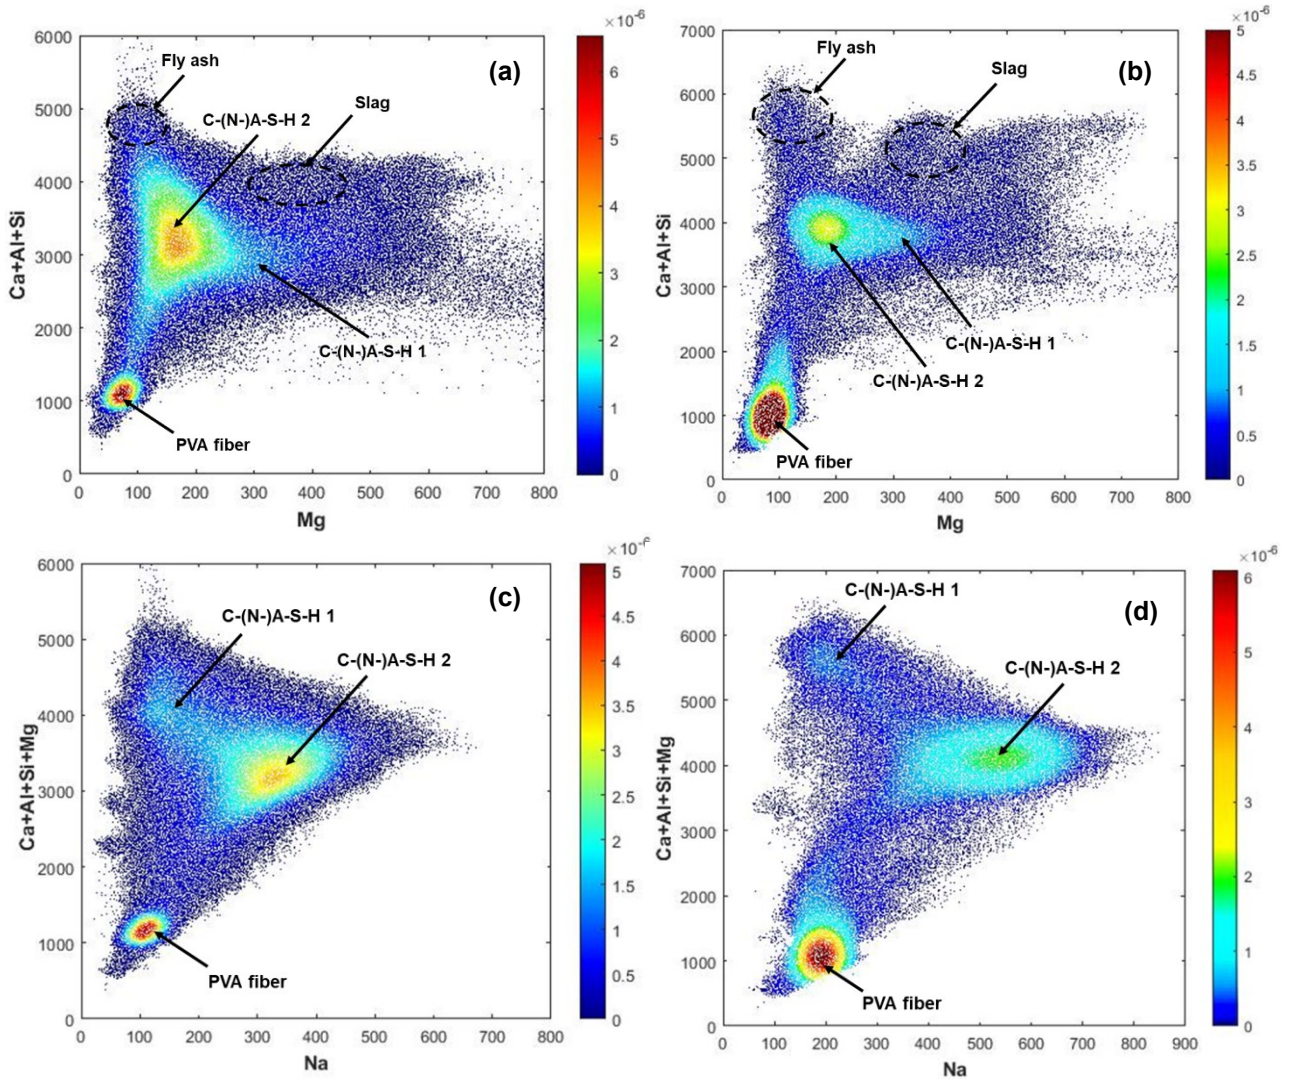 ×10⁻⁶
6000
5000
4000
3000
2000
1000
0
Ca+Al+Si
0 100 200 300 400 500 600 700 800
Mg
(a)
Fly ash
Slag
C-(N-)A-S-H 2
C-(N-)A-S-H 1
PVA fiber
6
5
4
3
2
1
0
×10⁻⁶
7000
6000
5000
4000
3000
2000
1000
0
Ca+Al+Si
0 100 200 300 400 500 600 700 800
Mg
(b)
Fly ash
Slag
C-(N-)A-S-H 1
C-(N-)A-S-H 2
PVA fiber
5
4.5
4
3.5
3
2.5
2
1.5
1
0.5
0
6000
5000
4000
3000
2000
1000
0
Ca+Al+Si+Mg
0 100 200 300 400 500 600 700 800
Na
(c)
C-(N-)A-S-H 1
C-(N-)A-S-H 2
PVA fiber
5
4.5
4
3.5
3
2.5
2
1.5
1
0.5
0
×10⁻⁶
7000
6000
5000
4000
3000
2000
1000
0
Ca+Al+Si+Mg
0 100 200 300 400 500 600 700 800 900
Na
(d)
C-(N-)A-S-H 1
C-(N-)A-S-H 2
PVA fiber
6
5
4
3
2
1
0